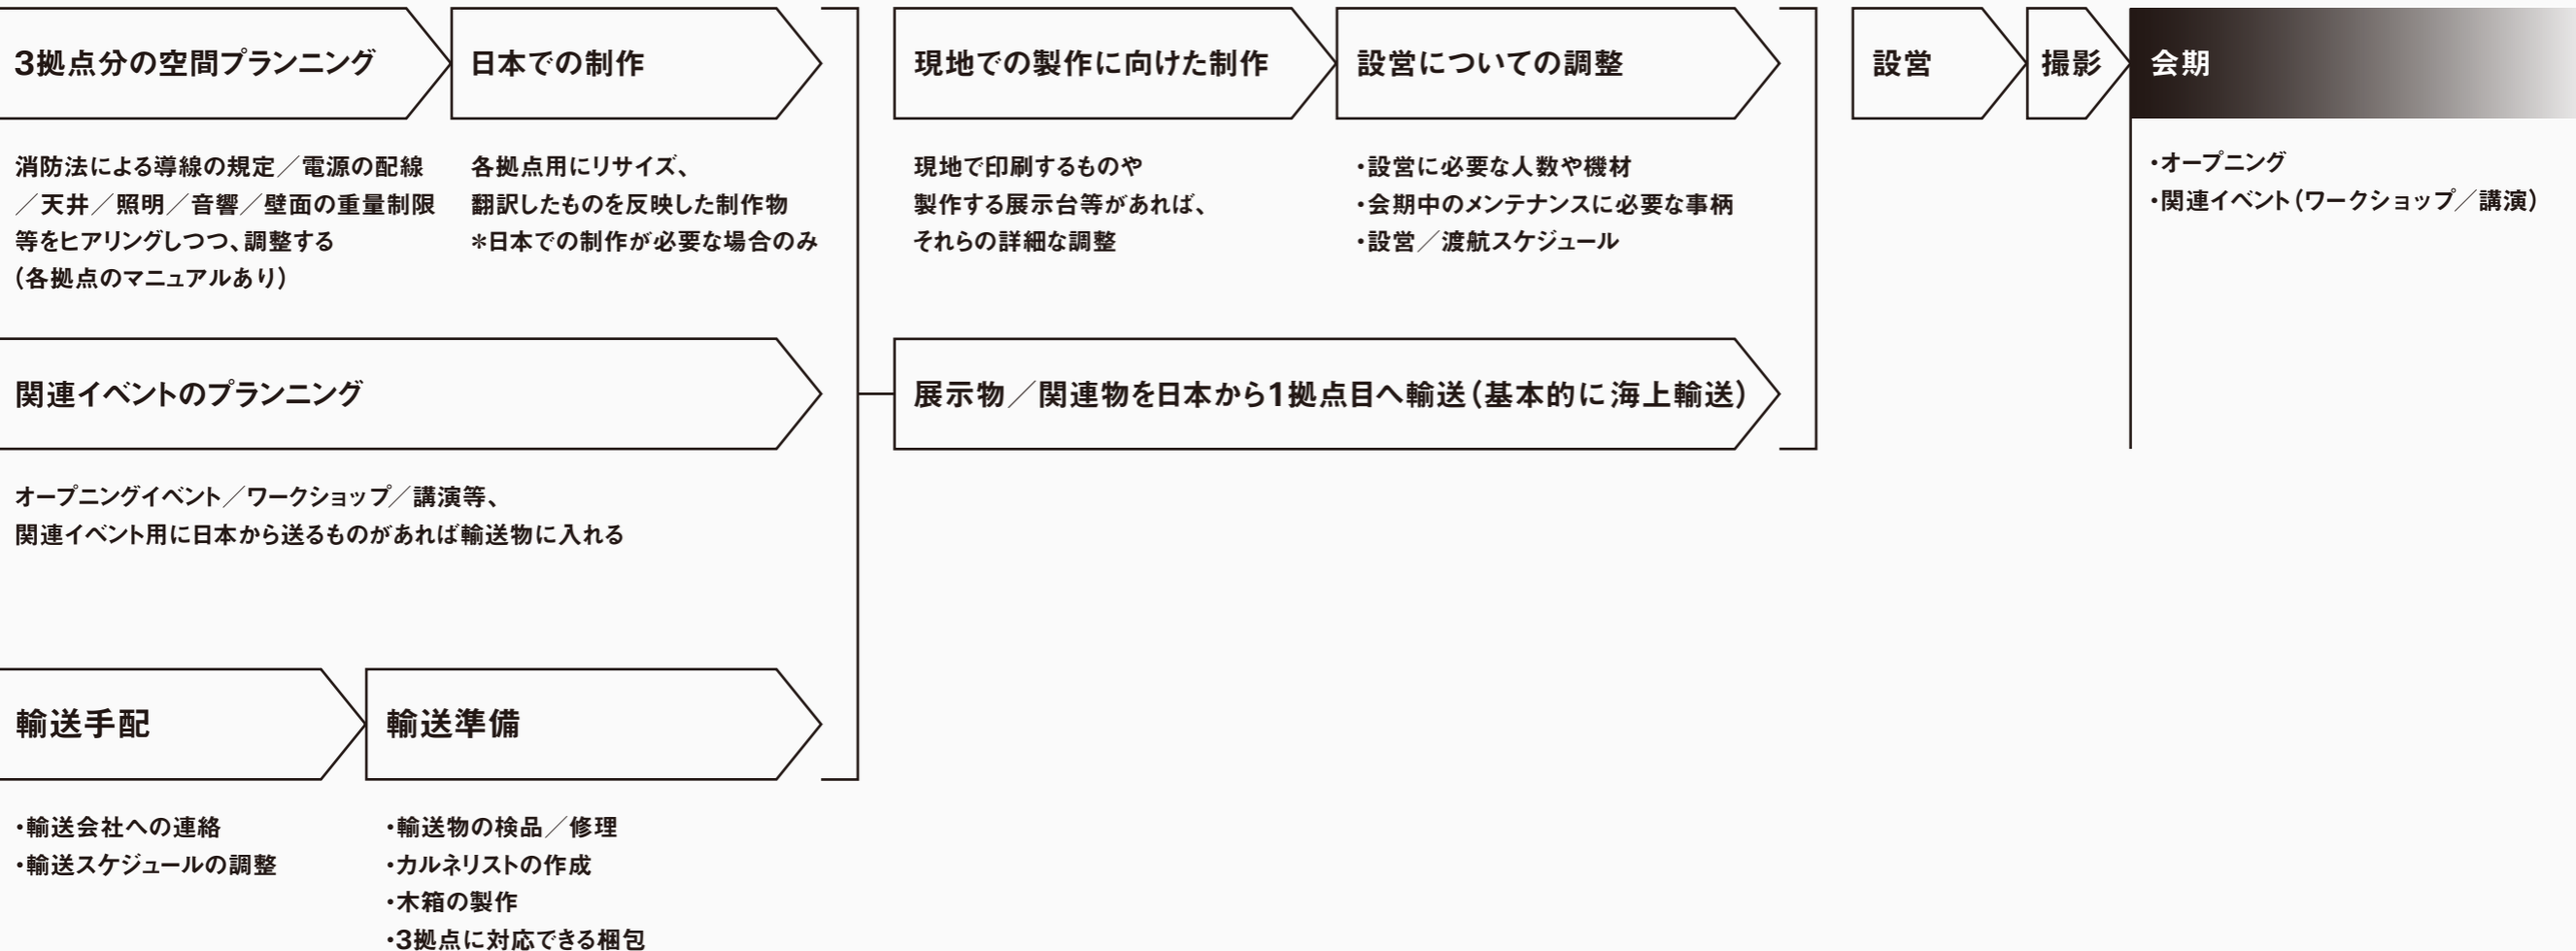 3拠点分の空間プランニング
消防法による導線の規定／電源の配線
／天井／照明／音響／壁面の重量制限
等をヒアリングしつつ、調整する
（各拠点のマニュアルあり）
日本での制作
各拠点用にリサイズ、
翻訳したものを反映した制作物
＊日本での制作が必要な場合のみ
関連イベントのプランニング
オープニングイベント／ワークショップ／講演等、
関連イベント用に日本から送るものがあれば輸送物に入れる
輸送手配
・輸送会社への連絡
・輸送スケジュールの調整
輸送準備
・輸送物の検品／修理
・カルネリストの作成
・木箱の製作
・3拠点に対応できる梱包
現地での製作に向けた制作
現地で印刷するものや
製作する展示台等があれば、
それらの詳細な調整
設営についての調整
・設営に必要な人数や機材
・会期中のメンテナンスに必要な事柄
・設営／渡航スケジュール
展示物／関連物を日本から1拠点目へ輸送（基本的に海上輸送）
設営
撮影
会期
・オープニング
・関連イベント（ワークショップ／講演）